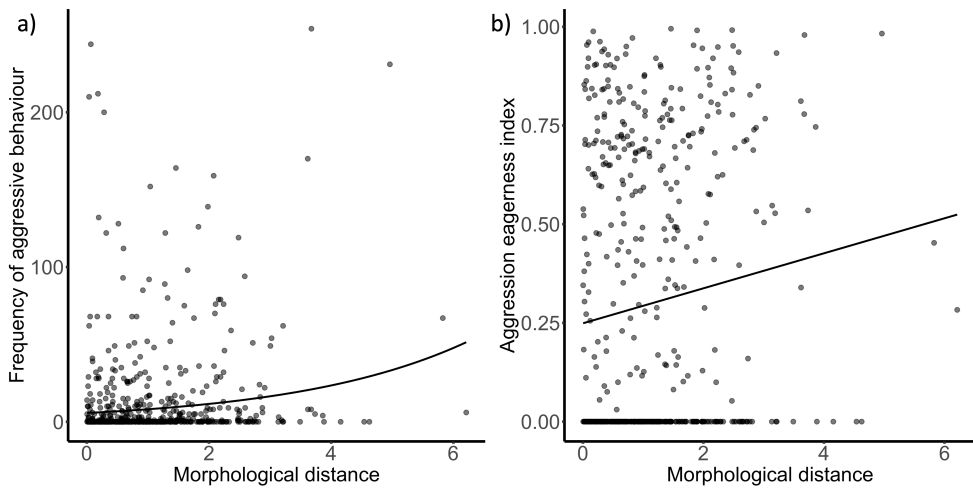 a)
Frequency of aggressive behaviour
200
100
0
0 2 4 6
Morphological distance
b)
Aggression eagerness index
1.00
0.75
0.50
0.25
0.00
0 2 4 6
Morphological distance